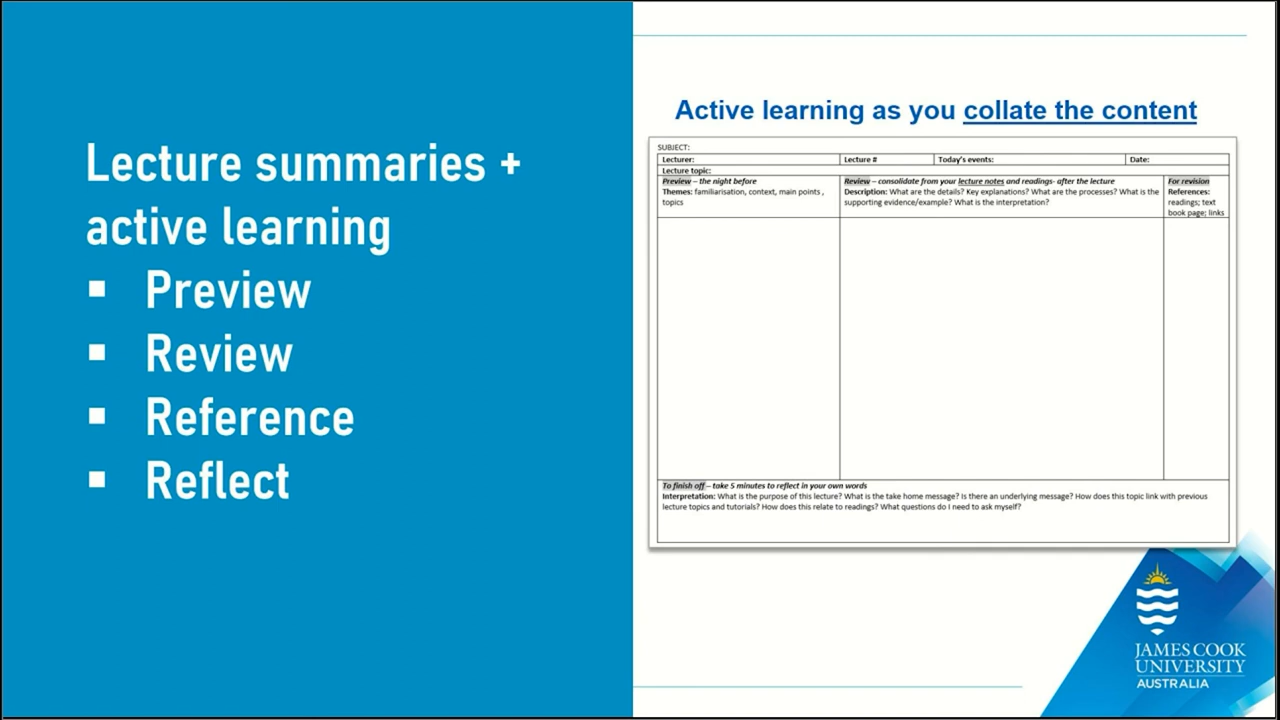 Lecture summaries +
active learning
▪ Preview
▪ Review
▪ Reference
▪ Reflect
Active learning as you collate the content
SUBJECT:
Lecturer: Lecture # Today's events: Date:
Lecture topic:
Preview – the night before
Themes: familiarisation, context, main points ,
topics
Review – consolidate from your lecture notes and readings- after the lecture
Description: What are the details? Key explanations? What are the processes? What is the
supporting evidence/example? What is the interpretation?
For revision
References:
readings; text
book page; links
To finish off – take 5 minutes to reflect in your own words
Interpretation: What is the purpose of this lecture? What is the take home message? Is there an underlying message? How does this topic link with previous
lecture topics and tutorials? How does this relate to readings? What questions do I need to ask myself?
JAMES COOK
UNIVERSITY
AUSTRALIA